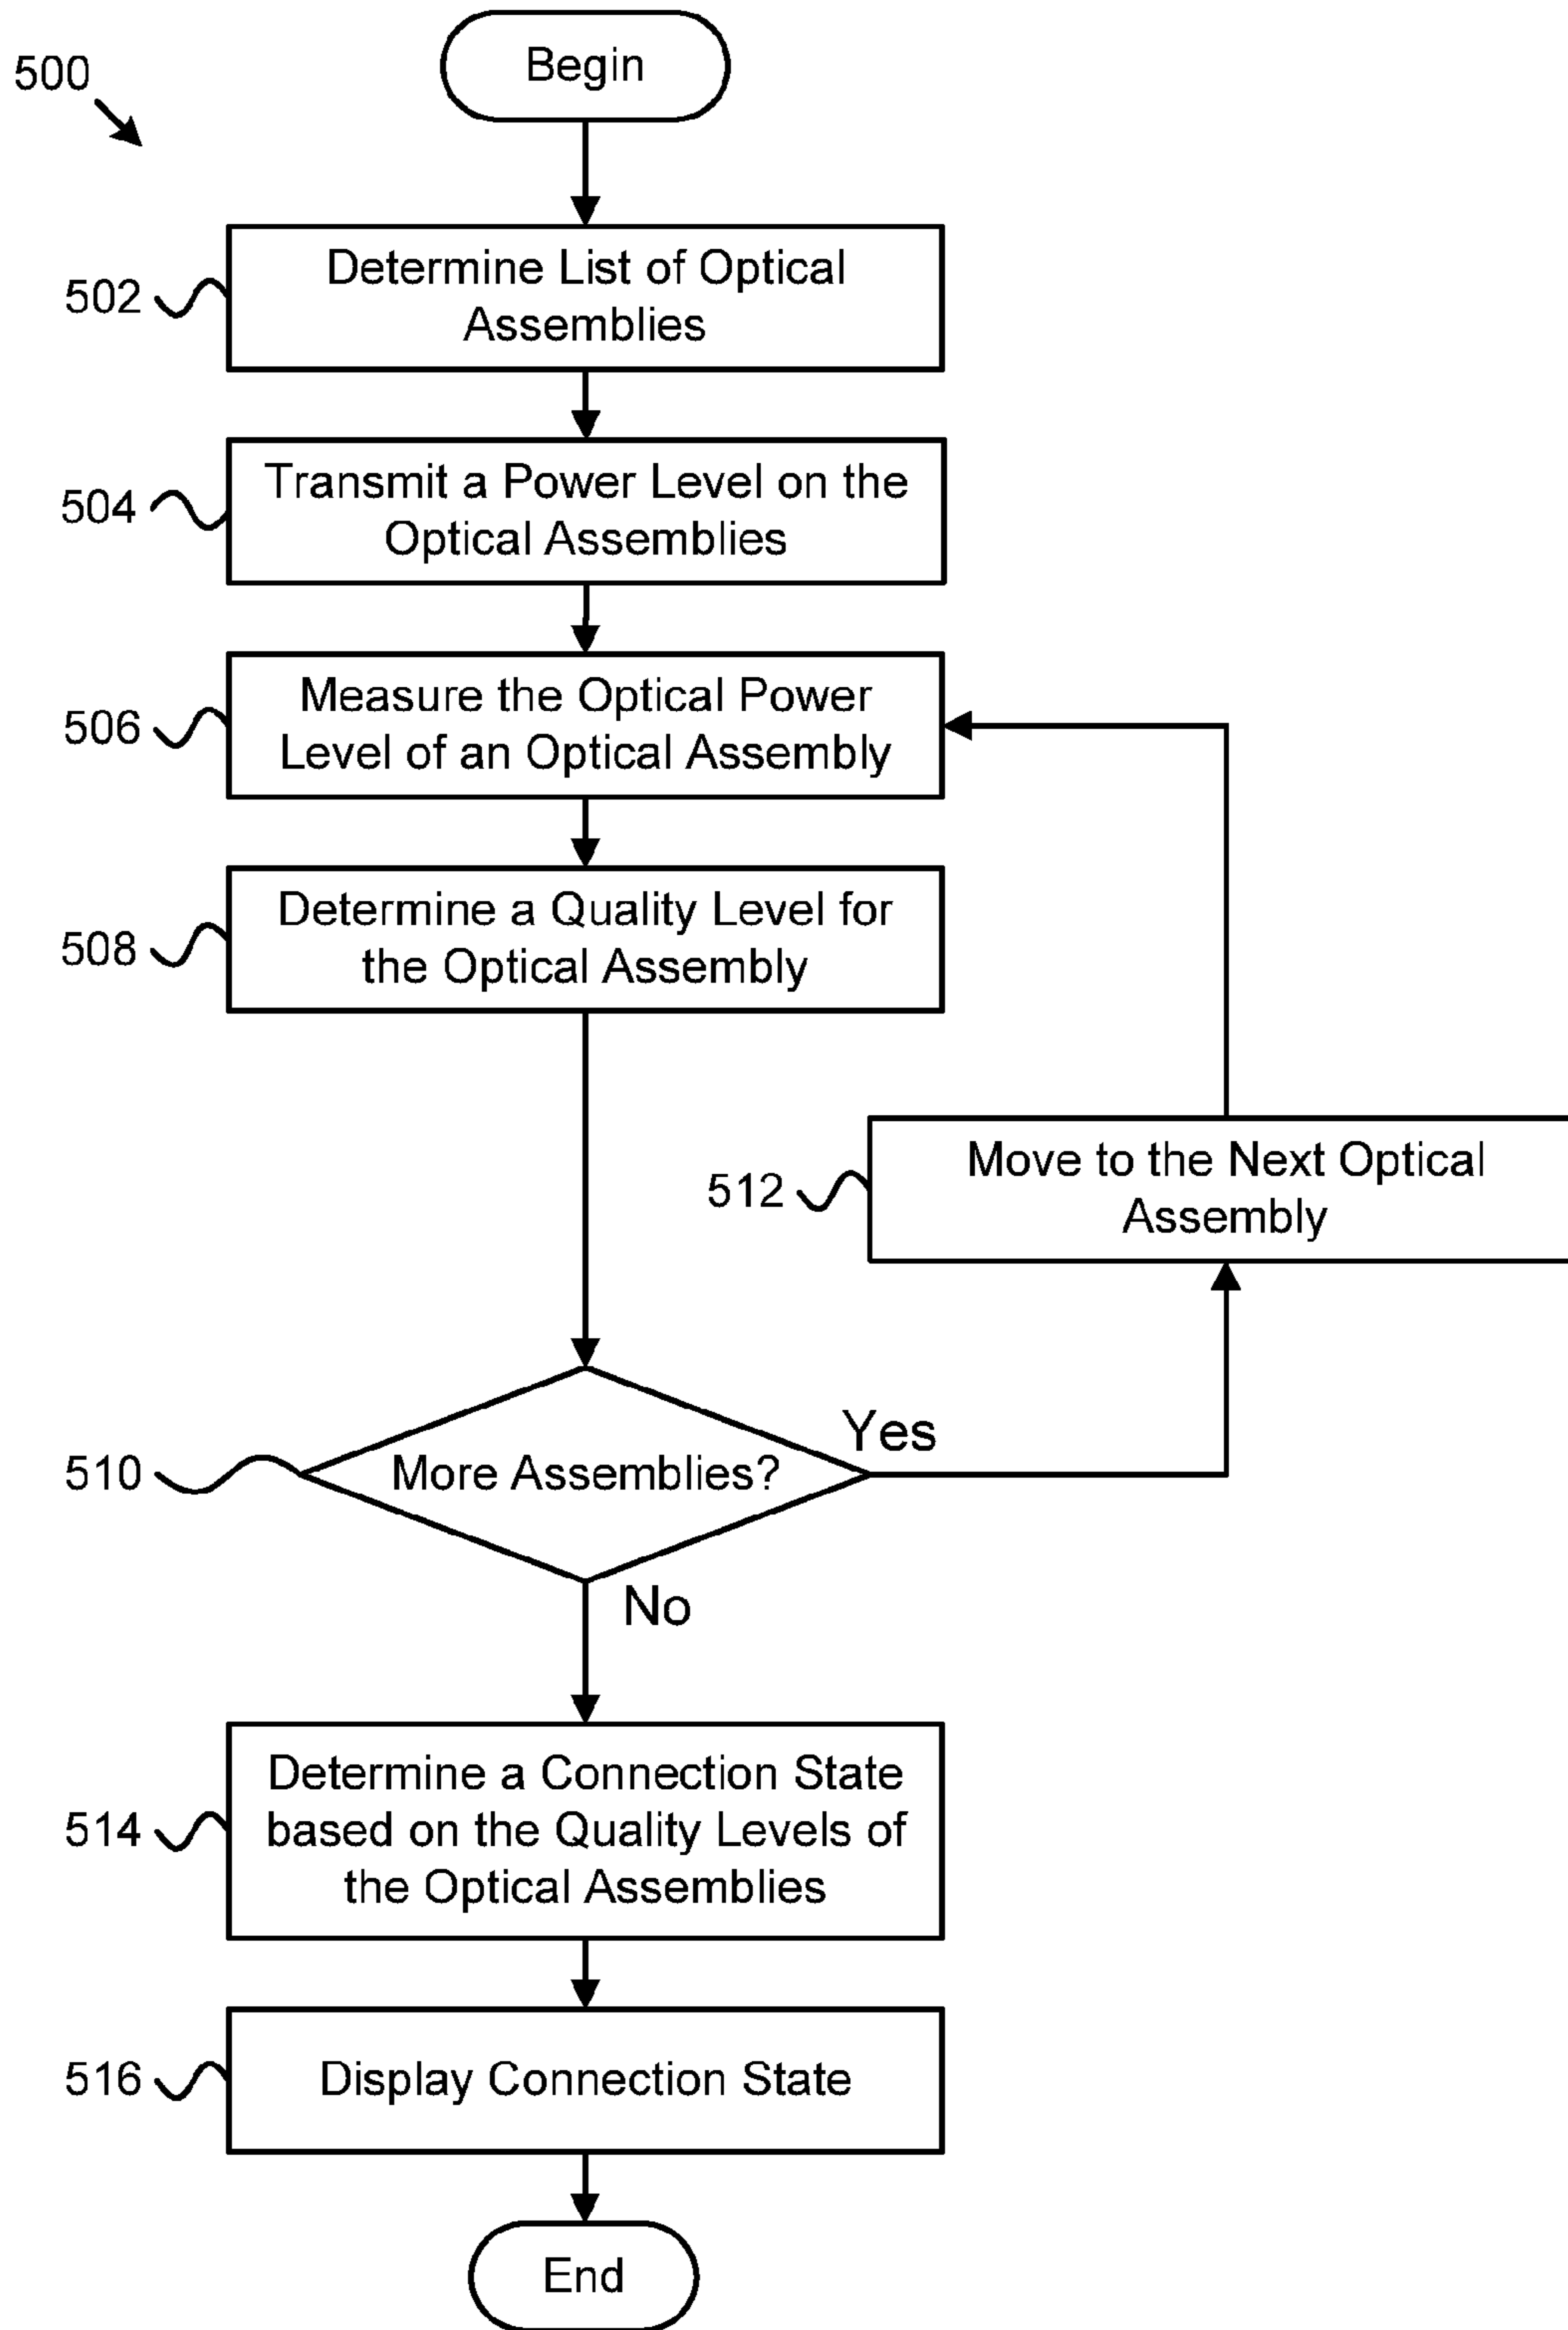 500
Begin
502
Determine List of Optical
Assemblies
504
Transmit a Power Level on the
Optical Assemblies
506
Measure the Optical Power
Level of an Optical Assembly
508
Determine a Quality Level for
the Optical Assembly
512
Move to the Next Optical
Assembly
510
More Assemblies?
Yes
No
514
Determine a Connection State
based on the Quality Levels of
the Optical Assemblies
516
Display Connection State
End